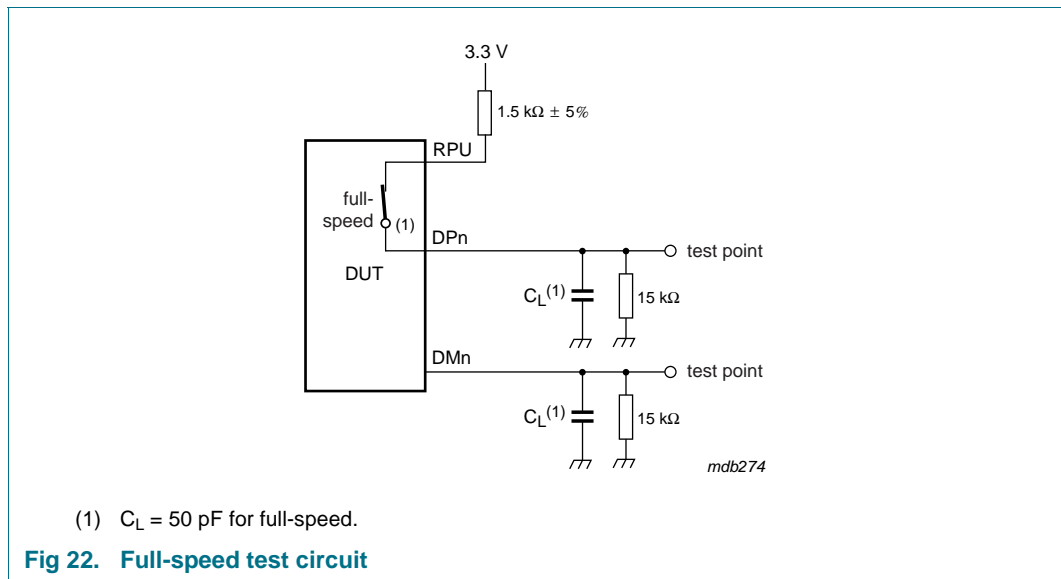 3.3 V
1.5 kΩ ± 5%
RPU
full-
speed
(1)
DPn
test point
DUT
C_L(1)
15 kΩ
DMn
test point
C_L(1)
15 kΩ
mdb274
(1) C_L = 50 pF for full-speed.
Fig 22. Full-speed test circuit